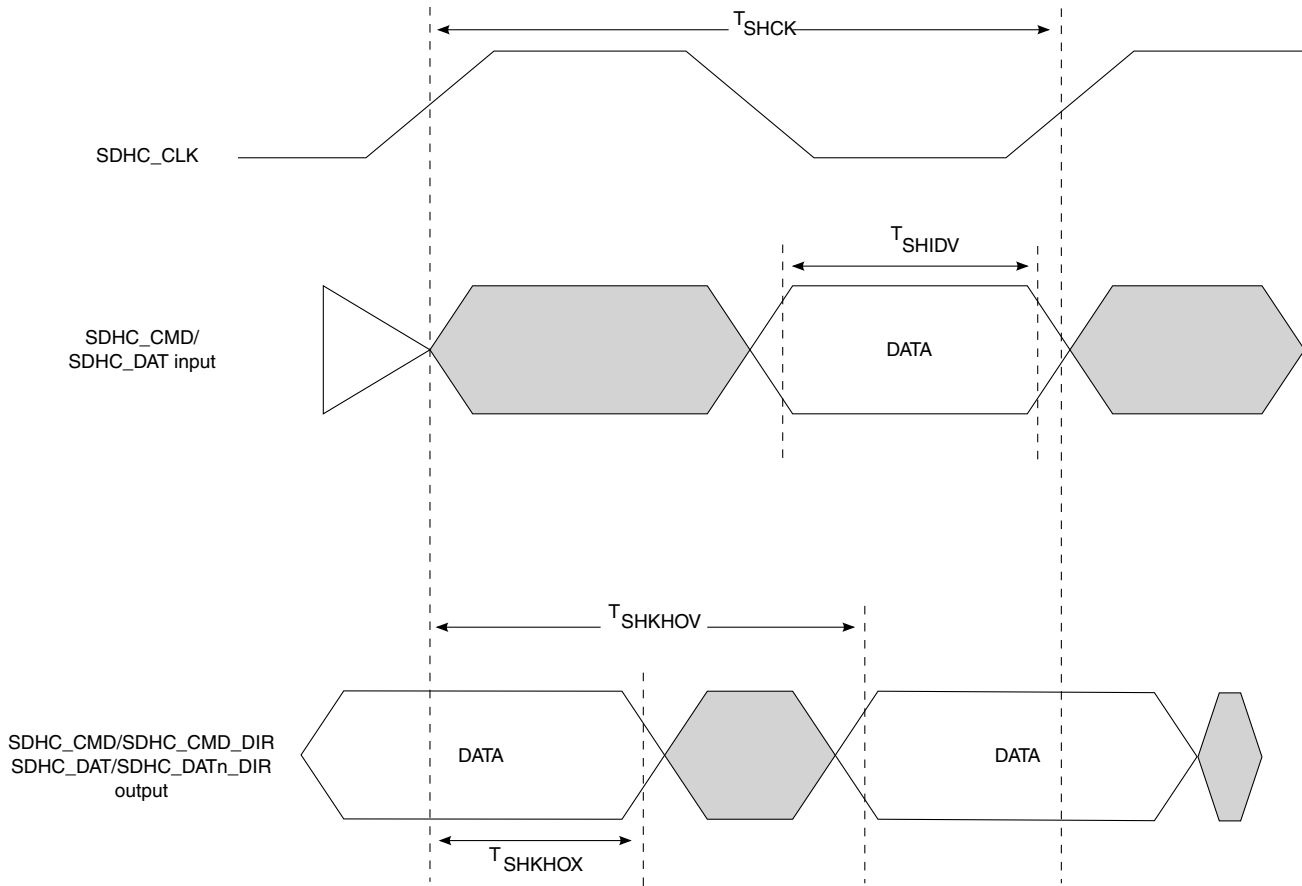 TSHCK
SDHC_CLK
TSHIDV
SDHC_CMD/
SDHC_DAT input
DATA
TSHKHOV
SDHC_CMD/SDHC_CMD_DIR
SDHC_DAT/SDHC_DATn_DIR
output
DATA
DATA
TSHKHOX